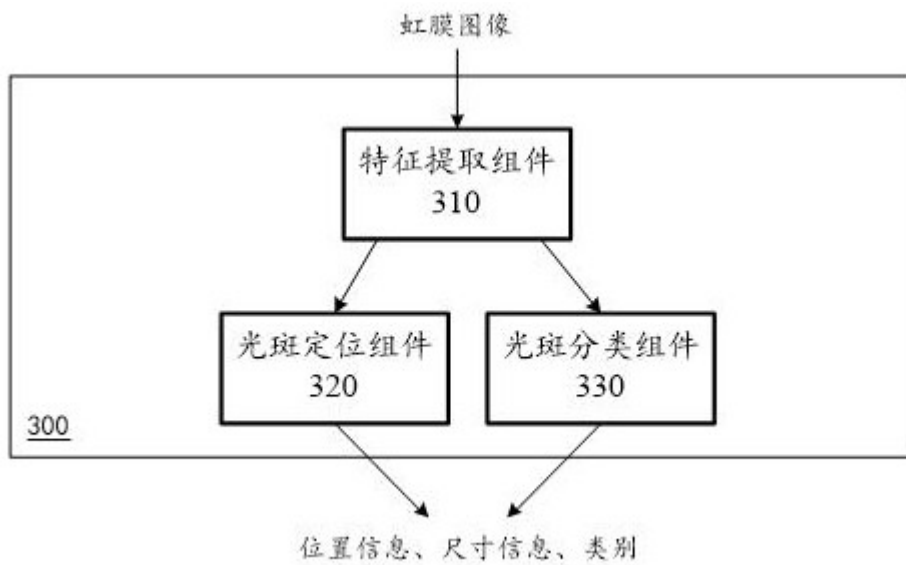 虹膜图像
特征提取组件
310
光斑定位组件
320
光斑分类组件
330
300
位置信息、尺寸信息、类别